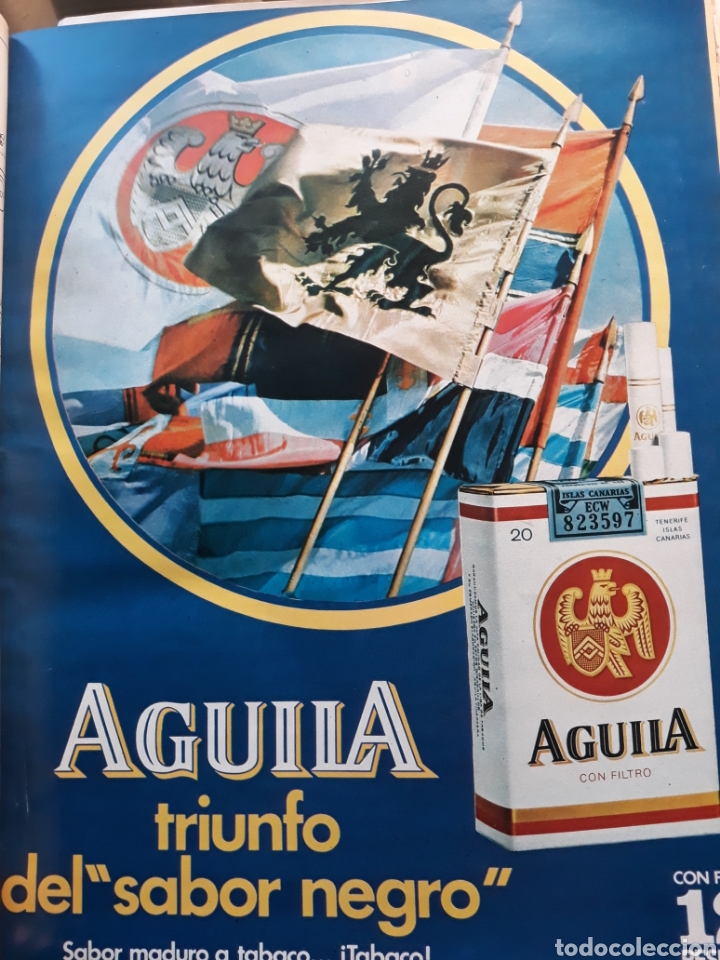 AGUILA
ISLAS CANARIAS
ECW
823597
20
TENERIFE
ISLAS
CANARIAS
AGUILA
AGUILA
CON FILTRO
AGUILA
triunfo
del "sabor negro"
Sabor maduro a tabaco... ¡Tabaco!
CON F
todocoleccion